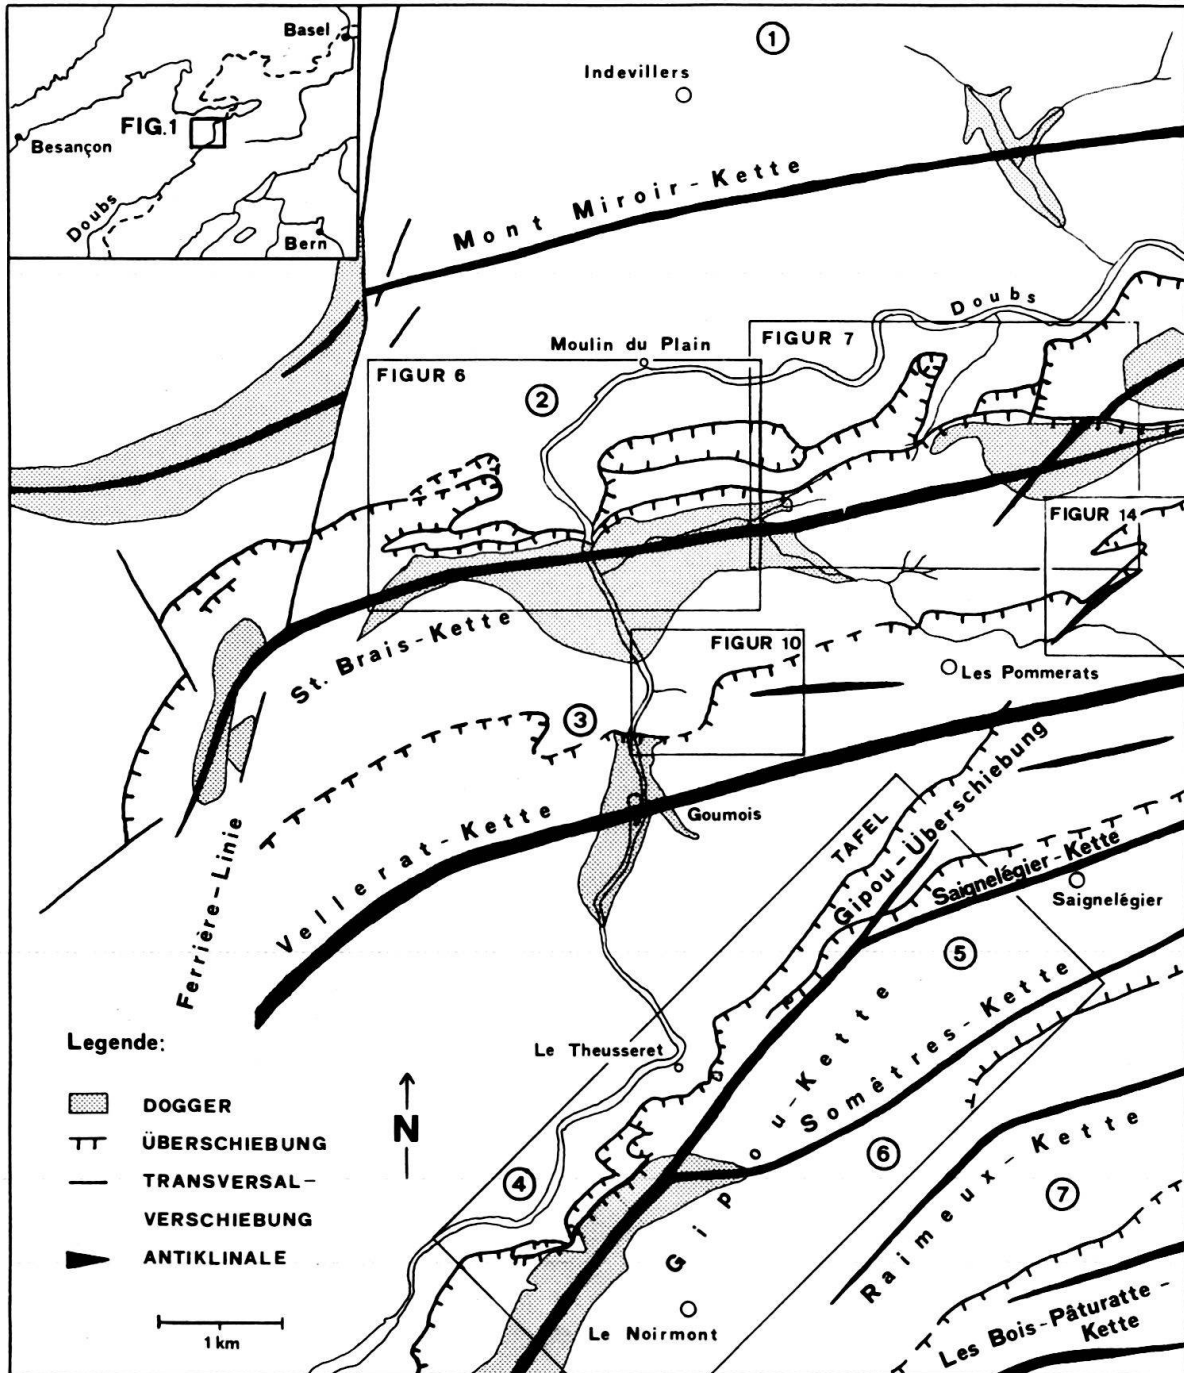 Basel
FIG.1
Besançon
Doubs
Bern
1
Indevillers
Mont Miroir-Kette
Doubs
Moulin du Plain
FIGUR 7
FIGUR 6
2
FIGUR 14
St. Brais-Kette
FIGUR 10
Les Pommerats
3
Goumois
Vellerat-Kette
TAFEL
Gipou-Überschiebung
Saignelégier-Kette
Saignelégier
Ferrière-Linie
5
Somêtres-Kette
Le Theusseret
Gipou-Kette
6
4
Raimeux-Kette
7
Le Noirmont
Les Bois-Pâturatte-
Kette
Legende:
DOGGER
ÜBERSCHIEBUNG
TRANSVERSAL-
VERSCHIEBUNG
ANTIKLINALE
N
1 km